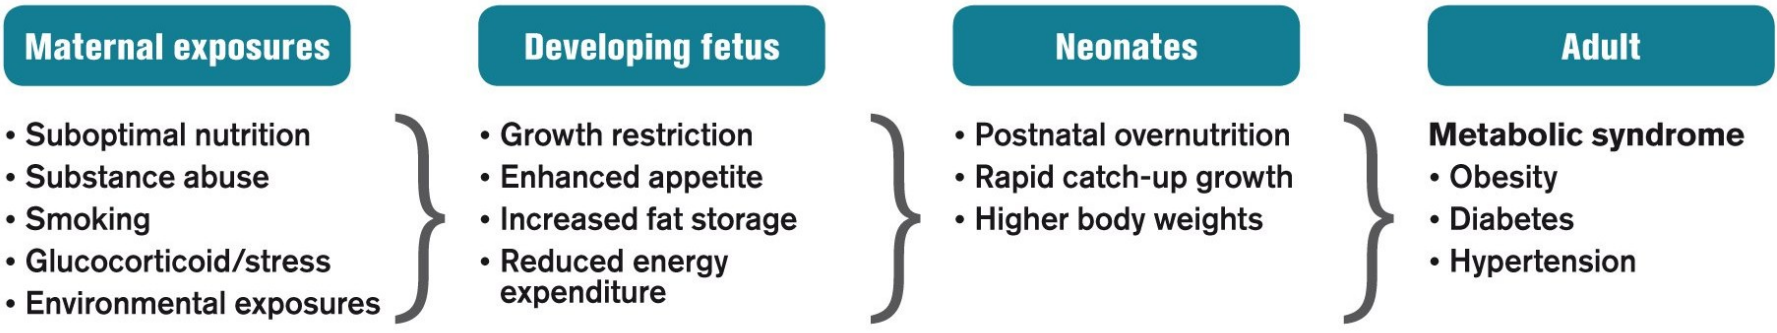 Maternal exposures
• Suboptimal nutrition
• Substance abuse
• Smoking
• Glucocorticoid/stress
• Environmental exposures
Developing fetus
• Growth restriction
• Enhanced appetite
• Increased fat storage
• Reduced energy
expenditure
Neonates
• Postnatal overnutrition
• Rapid catch-up growth
• Higher body weights
Adult
Metabolic syndrome
• Obesity
• Diabetes
• Hypertension